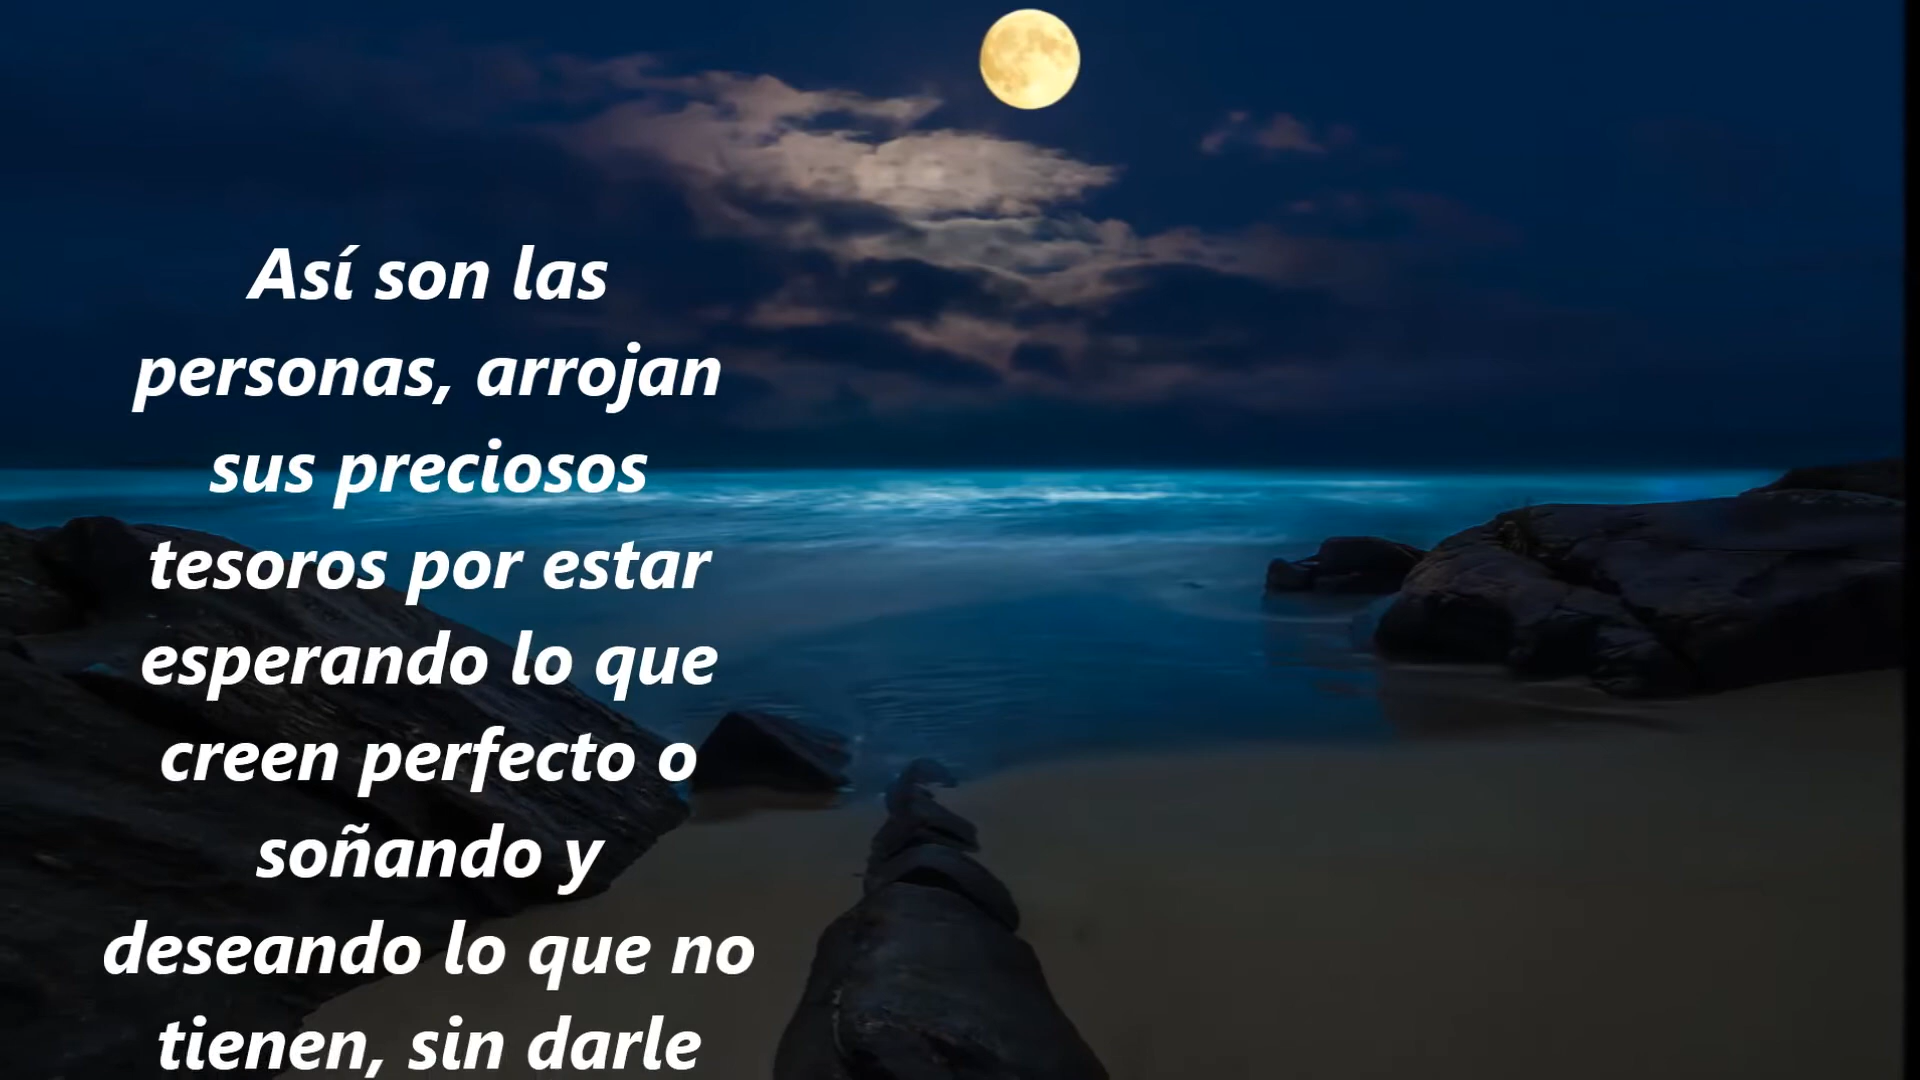 Así son las
personas, arrojan
sus preciosos
tesoros por estar
esperando lo que
creen perfecto o
soñando y
deseando lo que no
tienen, sin darle